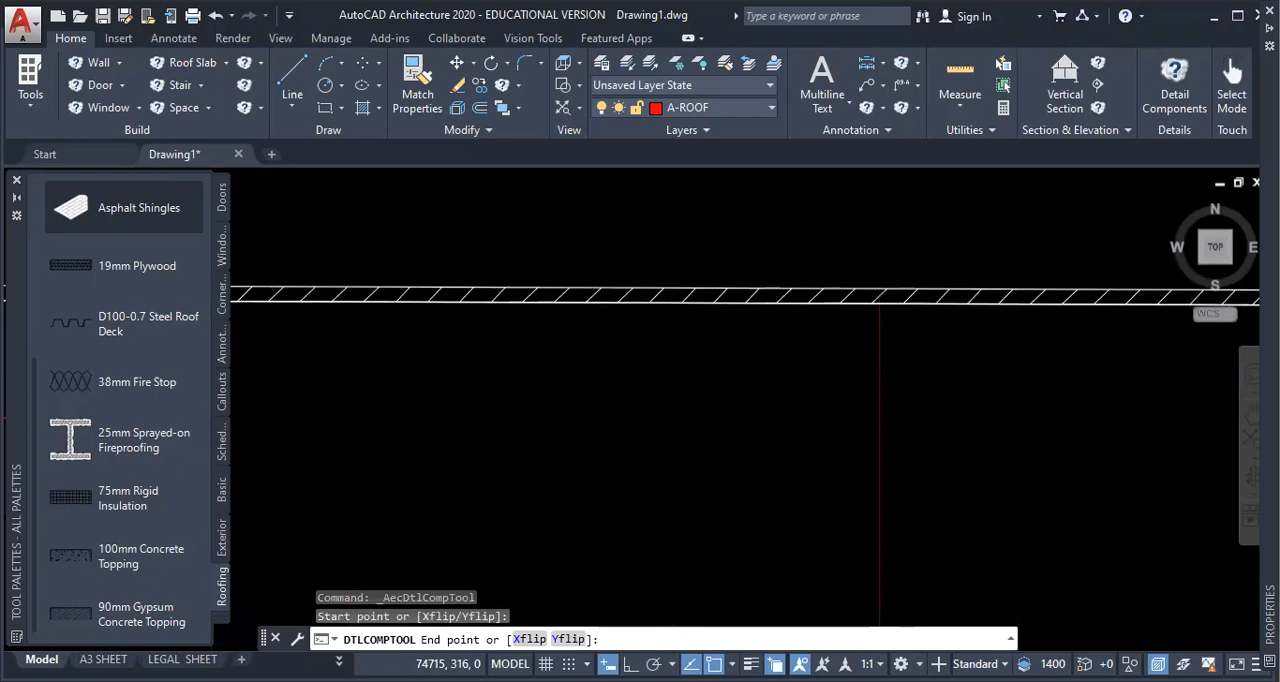 AutoCAD Architecture 2020 - EDUCATIONAL VERSION Drawing1.dwg
Type a keyword or phrase
Sign In
Home Insert Annotate Render View Manage Add-ins Collaborate Vision Tools Featured Apps
Tools
Wall Roof Slab
Door Stair
Window Space
Build
Line
Draw
Match
Properties
Modify
View
Unsaved Layer State
A-ROOF
Layers
Multiline
Text
Annotation
Measure
Utilities
Vertical
Section
Section & Elevation
Detail
Components
Details
Select
Mode
Touch
Start Drawing1*
Asphalt Shingles
19mm Plywood
D100-0.7 Steel Roof
Deck
38mm Fire Stop
25mm Sprayed-on
Fireproofing
75mm Rigid
Insulation
100mm Concrete
Topping
90mm Gypsum
Concrete Topping
Doors
Windo...
Corner...
Annot...
Callouts
Sched...
Basic
Exterior
Roofing
TOOL PALETTES - ALL PALETTES
N
W TOP E
S
WCS
PROPERTIES
Command: _AecDtlCompTool
Start point or [Xflip/Yflip]:
DTLCOMPTOOL End point or [Xflip Yflip]:
Model A3 SHEET LEGAL SHEET
74715, 316, 0 MODEL 1:1 Standard 1400 +0